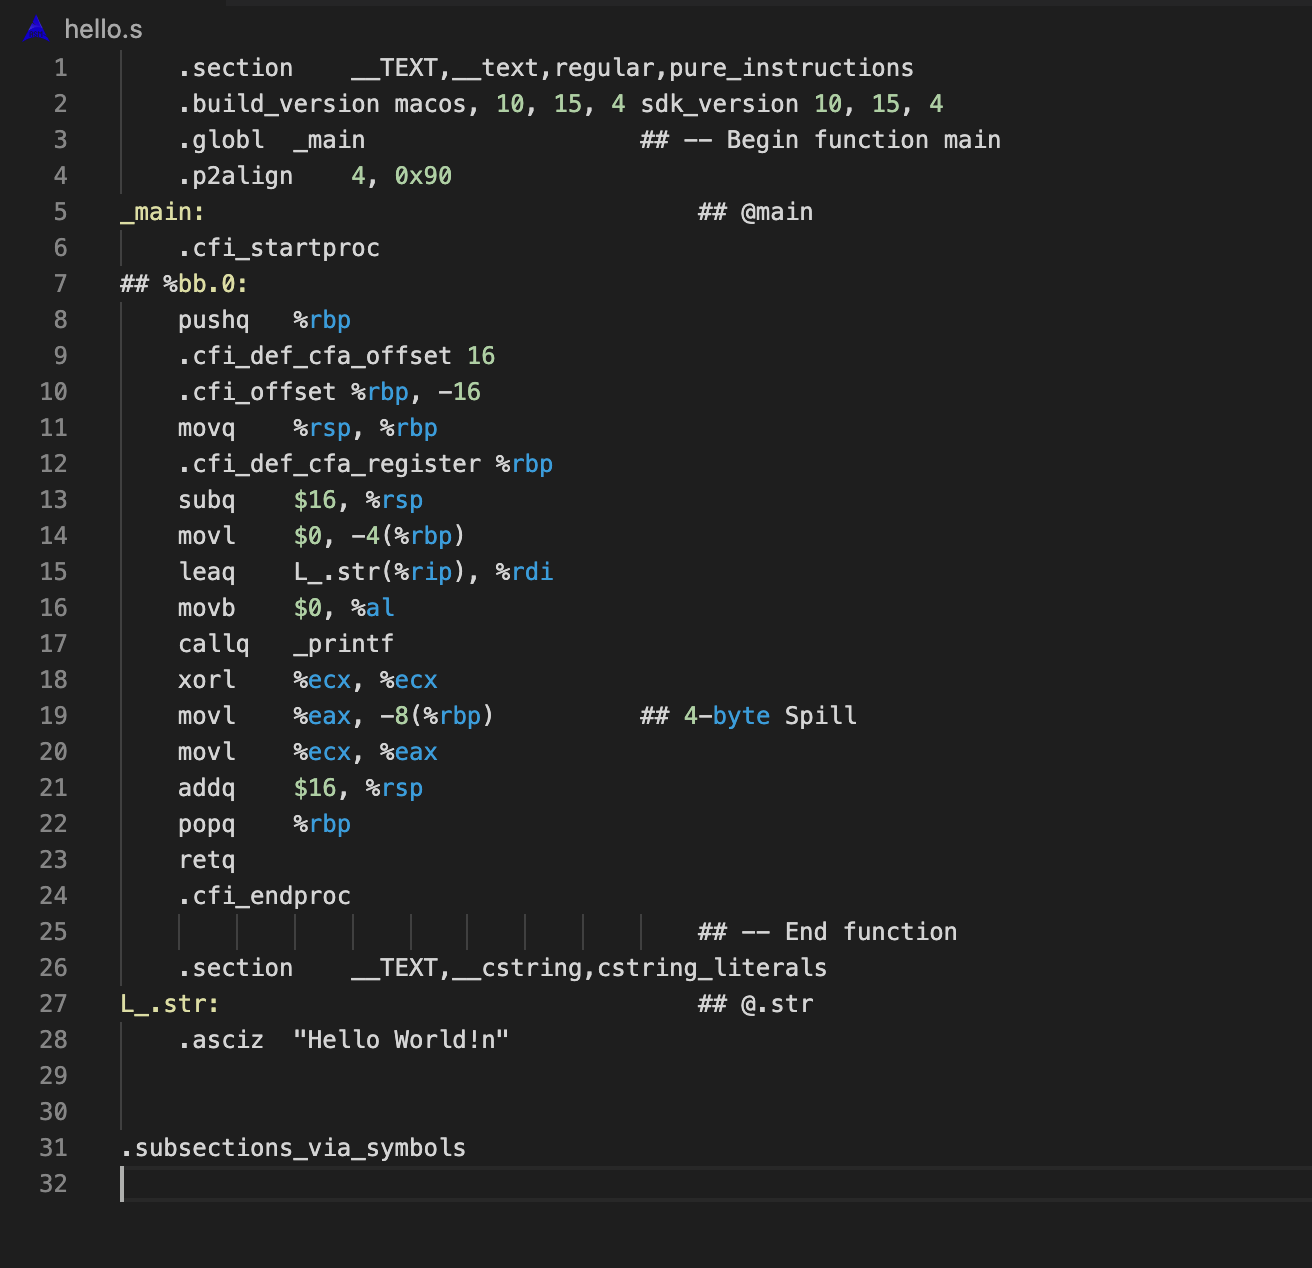 hello.s
1 .section __TEXT,__text,regular,pure_instructions
2 .build_version macos, 10, 15, 4 sdk_version 10, 15, 4
3 .globl _main ## -- Begin function main
4 .p2align 4, 0x90
5 _main: ## @main
6 .cfi_startproc
7 ## %bb.0:
8 pushq %rbp
9 .cfi_def_cfa_offset 16
10 .cfi_offset %rbp, -16
11 movq %rsp, %rbp
12 .cfi_def_cfa_register %rbp
13 subq $16, %rsp
14 movl $0, -4(%rbp)
15 leaq L_.str(%rip), %rdi
16 movb $0, %al
17 callq _printf
18 xorl %ecx, %ecx
19 movl %eax, -8(%rbp) ## 4-byte Spill
20 movl %ecx, %eax
21 addq $16, %rsp
22 popq %rbp
23 retq
24 .cfi_endproc
25 ## -- End function
26 .section __TEXT,__cstring,cstring_literals
27 L_.str: ## @.str
28 .asciz "Hello World!n"
29
30
31 .subsections_via_symbols
32